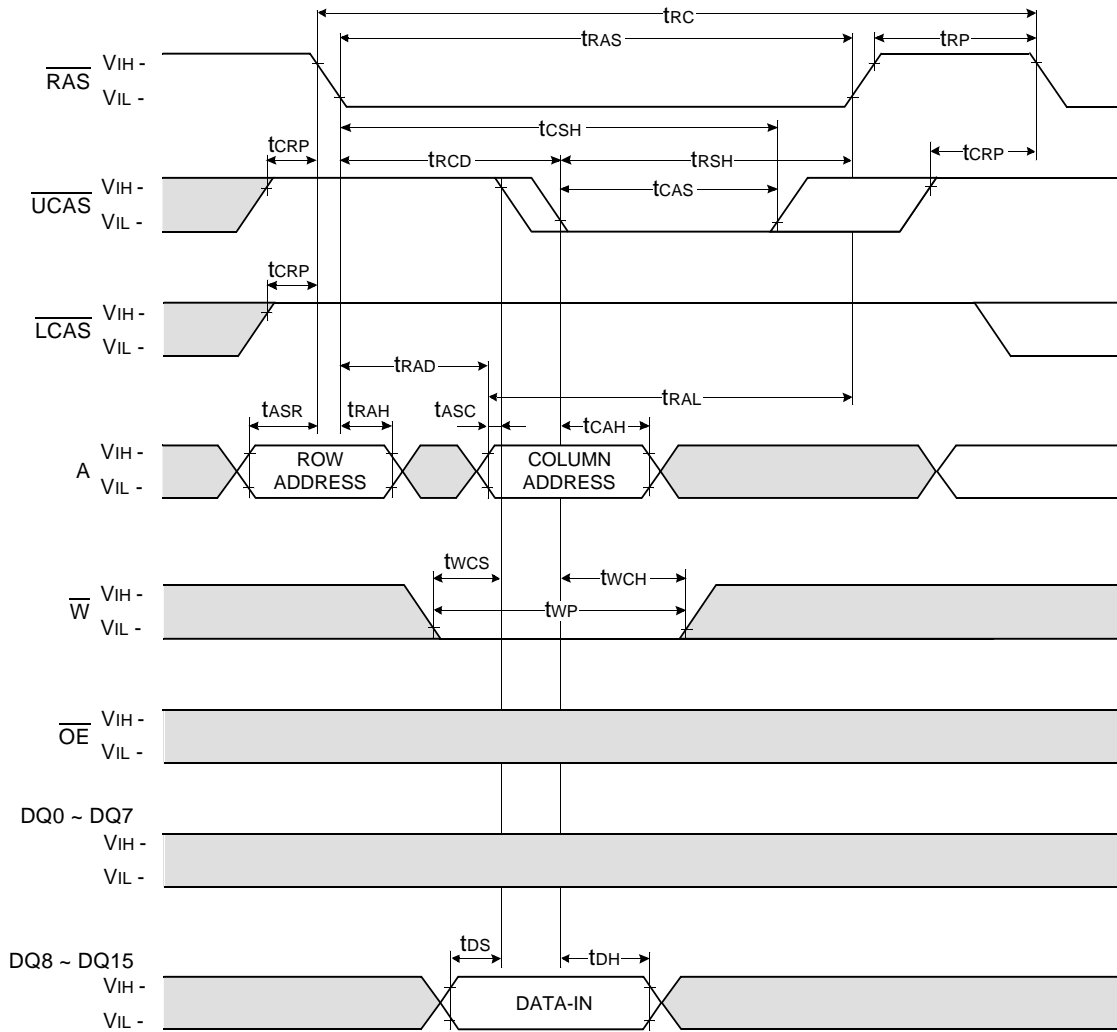 tRC
tRAS
tRP
RAS
VIH -
VIL -
tCSH
tCRP
tRCD
tRSH
tCRP
tCAS
UCAS
VIH -
VIL -
tCRP
LCAS
VIH -
VIL -
tRAD
tRAL
tASR
tRAH
tASC
tCAH
A
VIH -
VIL -
ROW
ADDRESS
COLUMN
ADDRESS
tWCS
tWCH
tWP
W
VIH -
VIL -
OE
VIH -
VIL -
DQ0 ~ DQ7
VIH -
VIL -
tDS
tDH
DQ8 ~ DQ15
VIH -
VIL -
DATA-IN